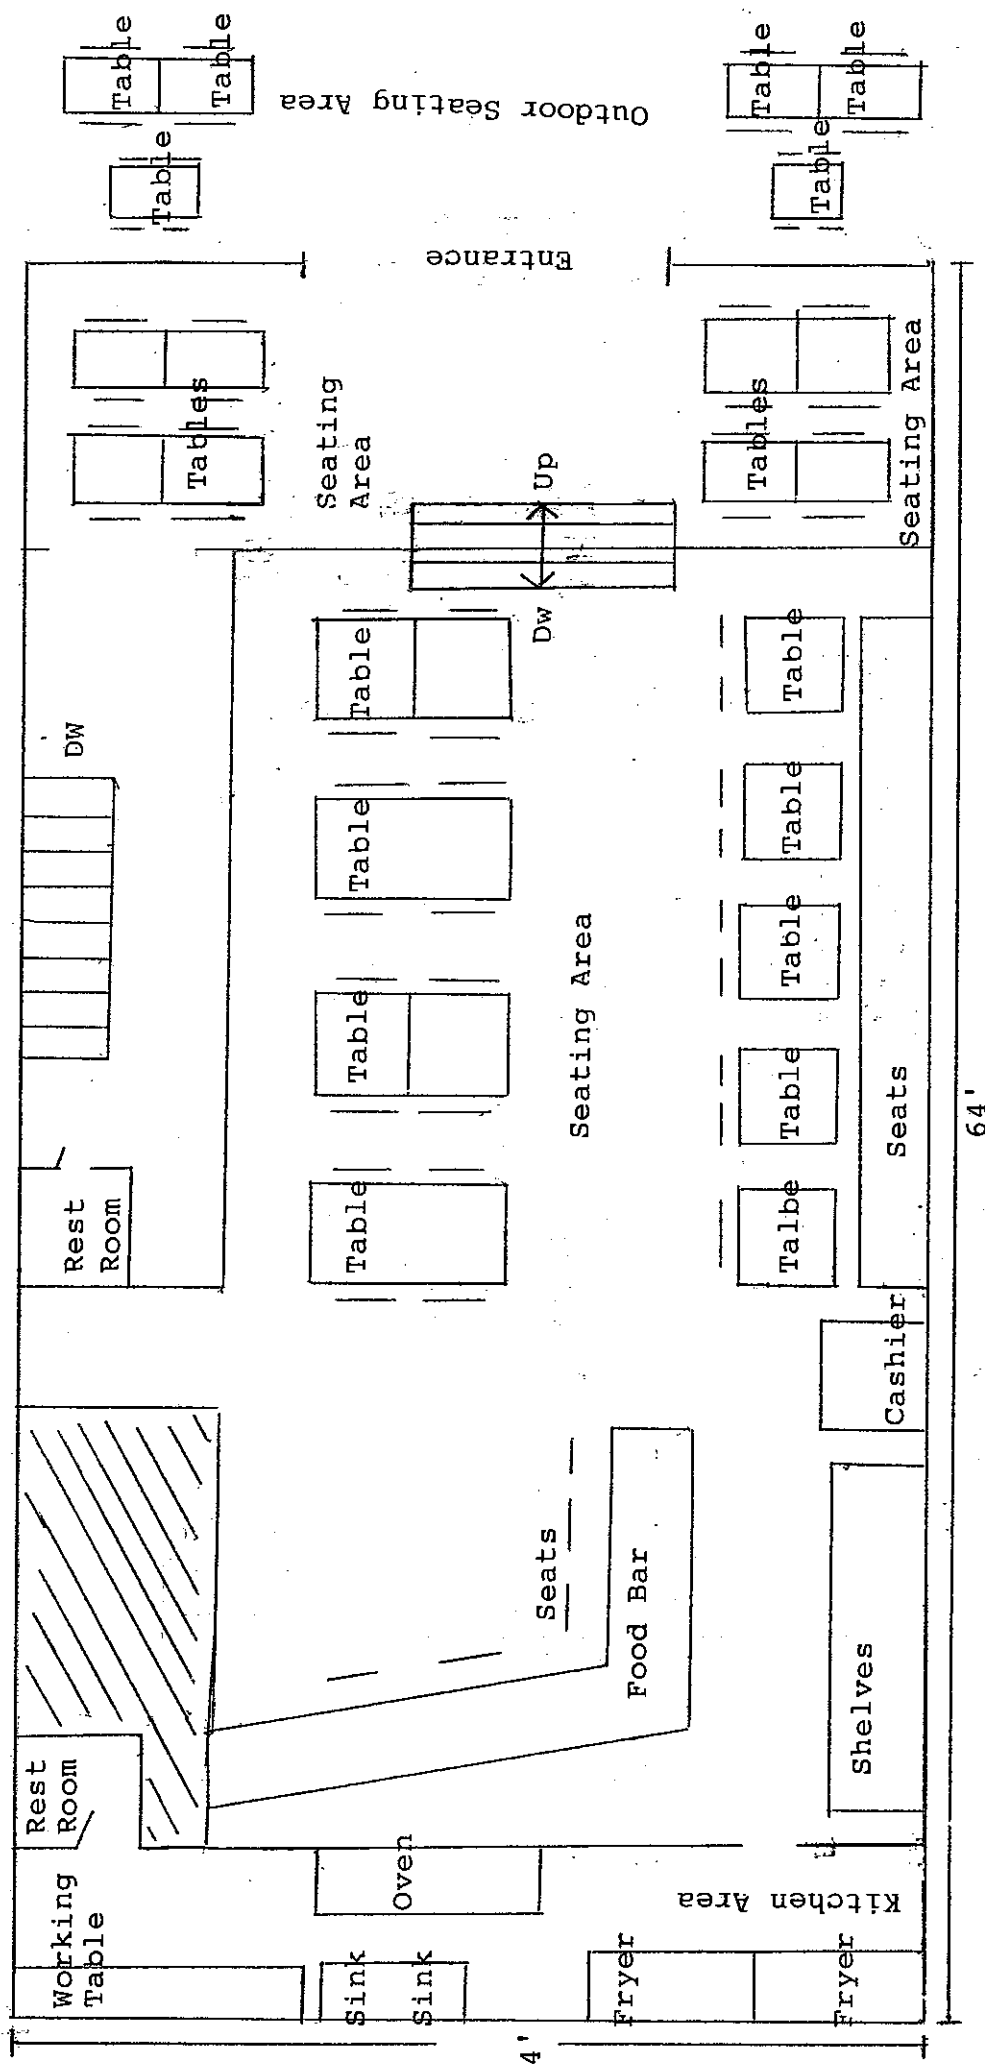 Table
Table
Table
Outdoor Seating Area
Table
Table
Table
Entrance
Tables
Seating
Area
Up
Tables
Seating Area
Dw
DW
Table
Table
Table
Table
Seating Area
Table
Table
Table
Table
Talbe
Seats
64'
Rest
Room
Cashier
Seats
Food Bar
Shelves
Rest
Room
Working
Table
Oven
Kitchen Area
Sink
Sink
Fryer
Fryer
4'